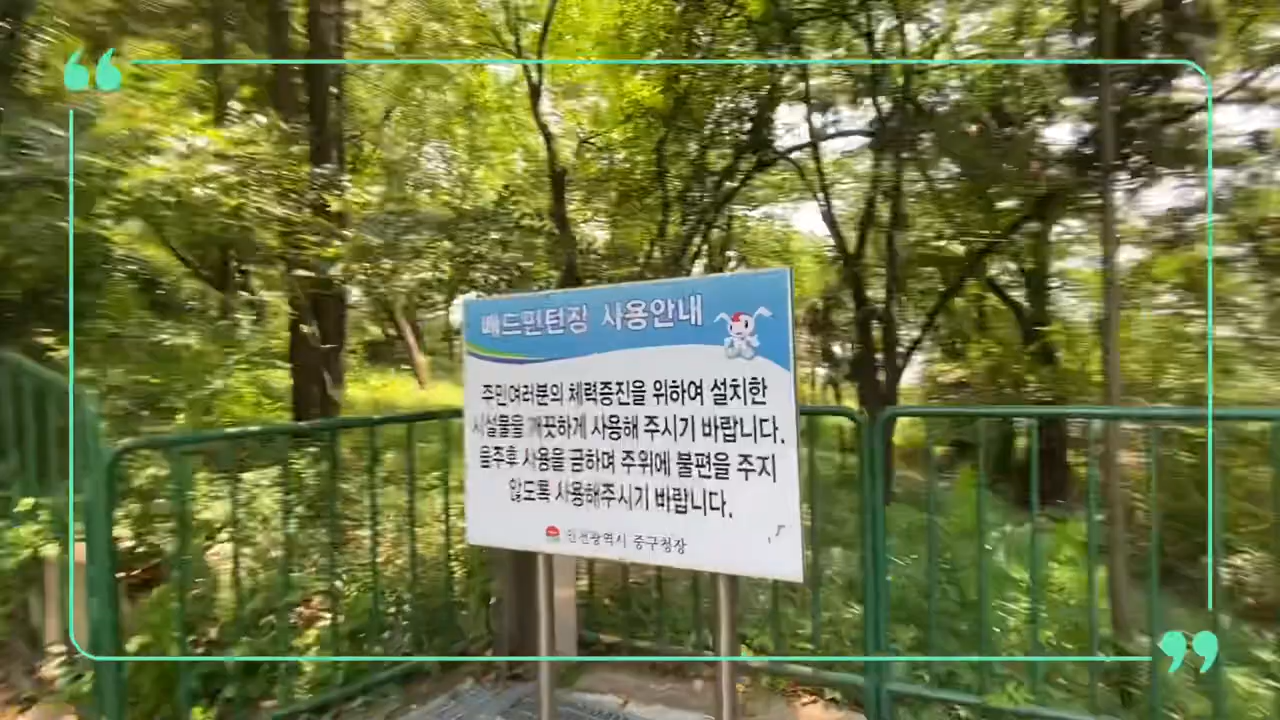 배드민턴장 사용안내
주민여러분의 체력증진을 위하여 설치한
시설물을 깨끗하게 사용해 주시기 바랍니다.
음주후 사용을 금하며 주위에 불편을 주지
않도록 사용해주시기 바랍니다.
인천광역시 중구청장